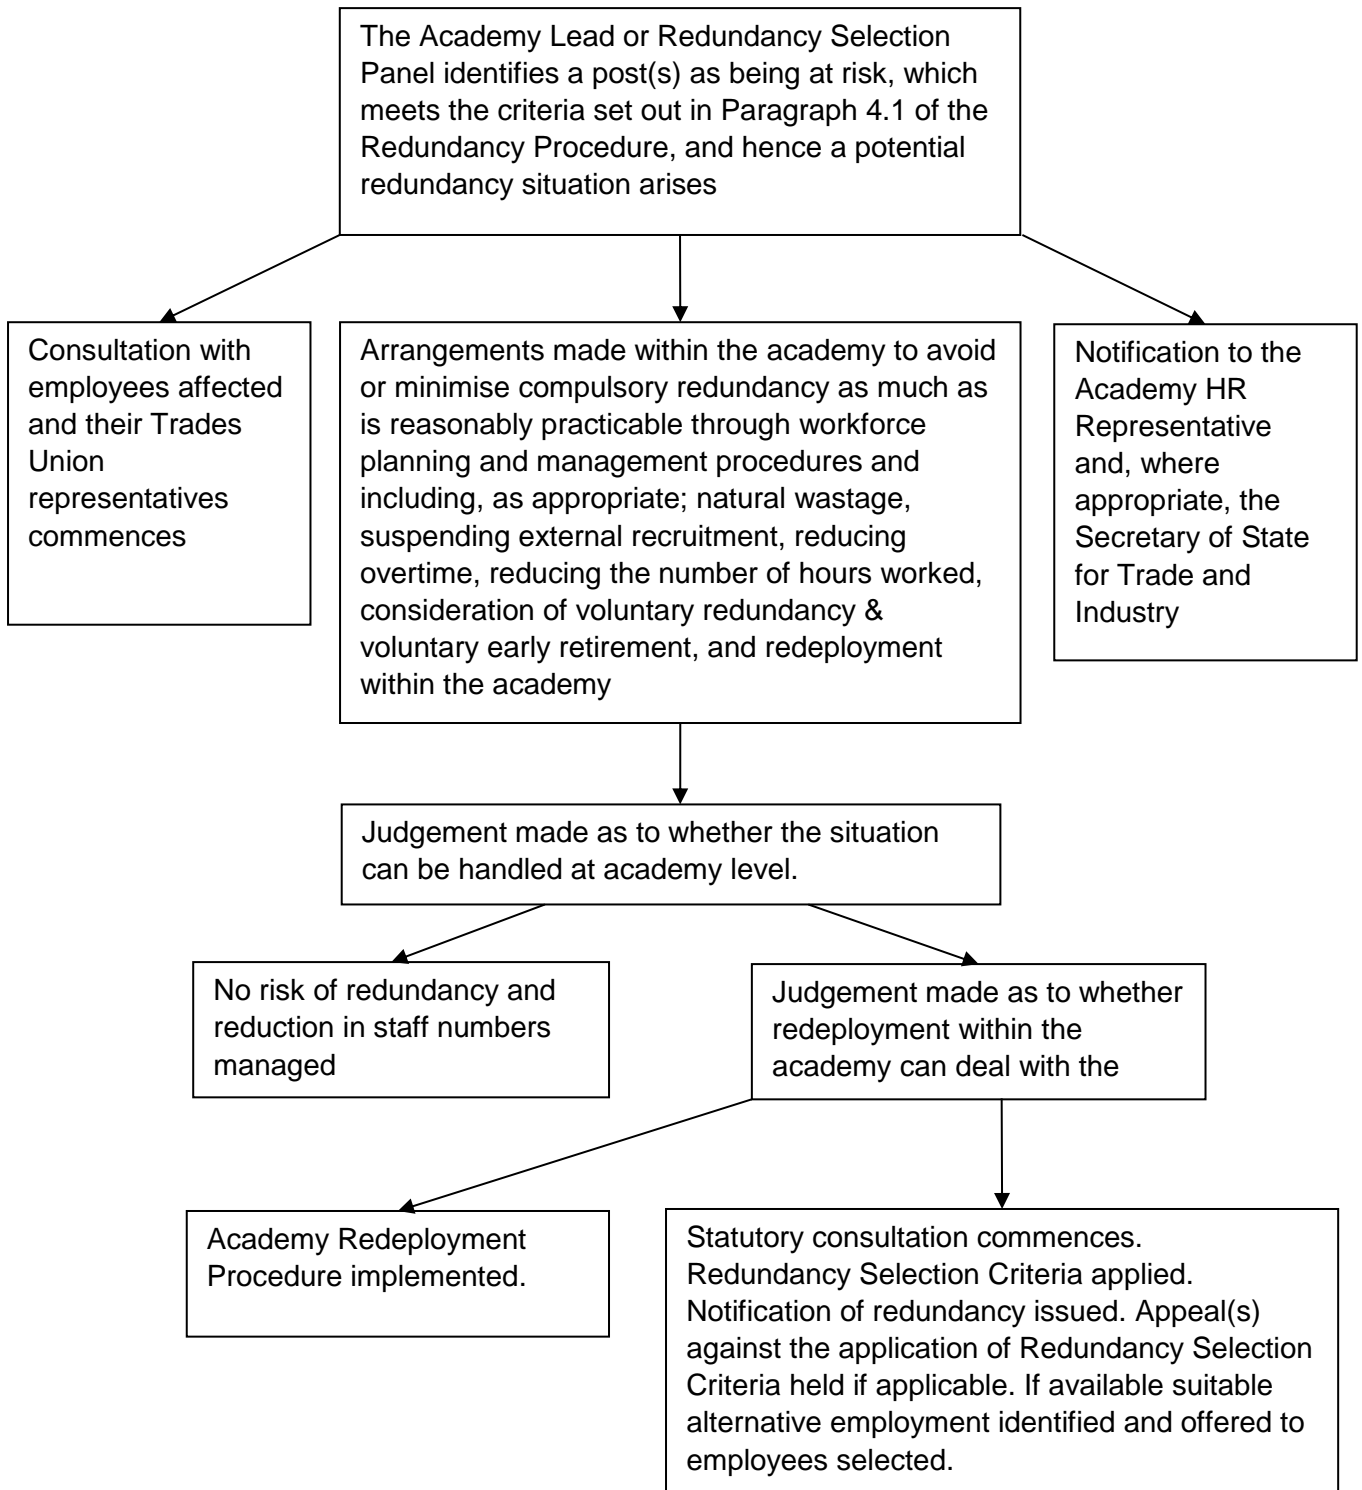 The Academy Lead or Redundancy Selection
Panel identifies a post(s) as being at risk, which
meets the criteria set out in Paragraph 4.1 of the
Redundancy Procedure, and hence a potential
redundancy situation arises
Consultation with
employees affected
and their Trades
Union
representatives
commences
Arrangements made within the academy to avoid
or minimise compulsory redundancy as much as
is reasonably practicable through workforce
planning and management procedures and
including, as appropriate; natural wastage,
suspending external recruitment, reducing
overtime, reducing the number of hours worked,
consideration of voluntary redundancy &
voluntary early retirement, and redeployment
within the academy
Notification to the
Academy HR
Representative
and, where
appropriate, the
Secretary of State
for Trade and
Industry
Judgement made as to whether the situation
can be handled at academy level.
No risk of redundancy and
reduction in staff numbers
managed
Judgement made as to whether
redeployment within the
academy can deal with the
Academy Redeployment
Procedure implemented.
Statutory consultation commences.
Redundancy Selection Criteria applied.
Notification of redundancy issued. Appeal(s)
against the application of Redundancy Selection
Criteria held if applicable. If available suitable
alternative employment identified and offered to
employees selected.